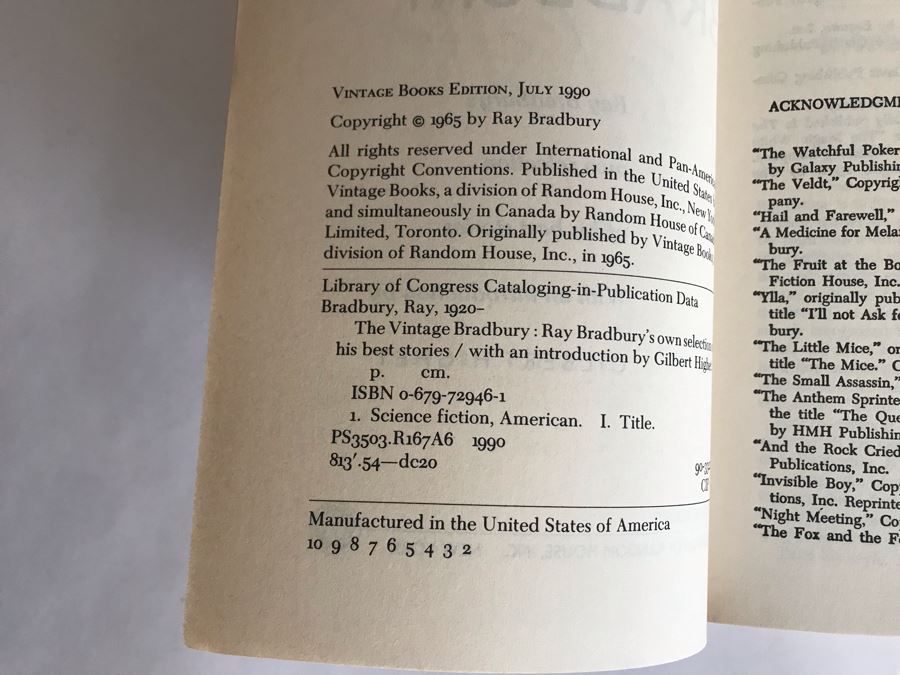 VINTAGE BOOKS EDITION, JULY 1990
Copyright © 1965 by Ray Bradbury
All rights reserved under International and Pan-Ameri
Copyright Conventions. Published in the United States
Vintage Books, a division of Random House, Inc., New Yo
and simultaneously in Canada by Random House of Cana
Limited, Toronto. Originally published by Vintage Books
division of Random House, Inc., in 1965.
Library of Congress Cataloging-in-Publication Data
Bradbury, Ray, 1920–
The Vintage Bradbury : Ray Bradbury's own selection
his best stories / with an introduction by Gilbert Highe
p. cm.
ISBN 0-679-72946-1
1. Science fiction, American. I. Title.
PS3503.R167A6 1990
813'.54—dc20
CIP
Manufactured in the United States of America
10 9 8 7 6 5 4 3 2
ACKNOWLEDGME
"The Watchful Poker
by Galaxy Publishin
"The Veldt," Copyrig
pany.
"Hail and Farewell,"
"A Medicine for Mela
bury.
"The Fruit at the Bo
Fiction House, Inc.
"Ylla," originally pub
title "I'll not Ask fo
bury.
"The Little Mice," or
title "The Mice." C
"The Small Assassin,"
"The Anthem Sprinte
the title "The Que
by HMH Publishin
"And the Rock Cried
Publications, Inc.
"Invisible Boy," Cop
tions, Inc. Reprinte
"Night Meeting," Co
"The Fox and the Fo